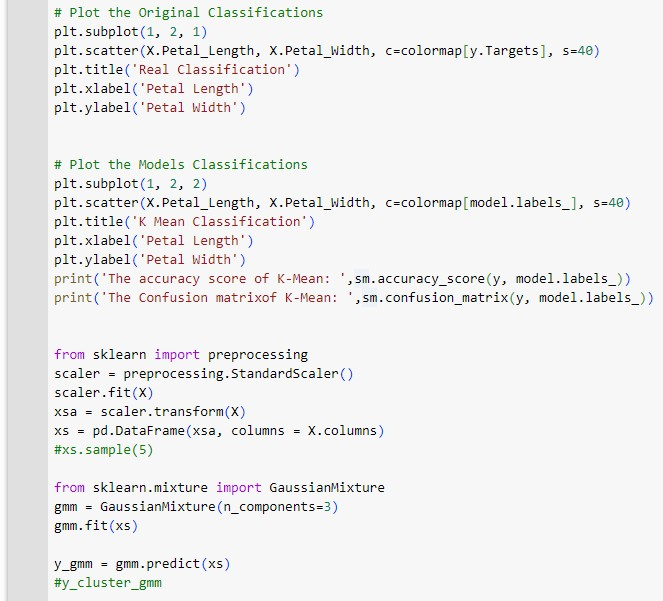 # Plot the Original Classifications
plt.subplot(1, 2, 1)
plt.scatter(X.Petal_Length, X.Petal_Width, c=colormap[y.Targets], s=40)
plt.title('Real Classification')
plt.xlabel('Petal Length')
plt.ylabel('Petal Width')
# Plot the Models Classifications
plt.subplot(1, 2, 2)
plt.scatter(X.Petal_Length, X.Petal_Width, c=colormap[model.labels_], s=40)
plt.title('K Mean Classification')
plt.xlabel('Petal Length')
plt.ylabel('Petal Width')
print('The accuracy score of K-Mean: ',sm.accuracy_score(y, model.labels_))
print('The Confusion matrixof K-Mean: ',sm.confusion_matrix(y, model.labels_))
from sklearn import preprocessing
scaler = preprocessing.StandardScaler()
scaler.fit(X)
xsa = scaler.transform(X)
xs = pd.DataFrame(xsa, columns = X.columns)
#xs.sample(5)
from sklearn.mixture import GaussianMixture
gmm = GaussianMixture(n_components=3)
gmm.fit(xs)
y_gmm = gmm.predict(xs)
#y_cluster_gmm